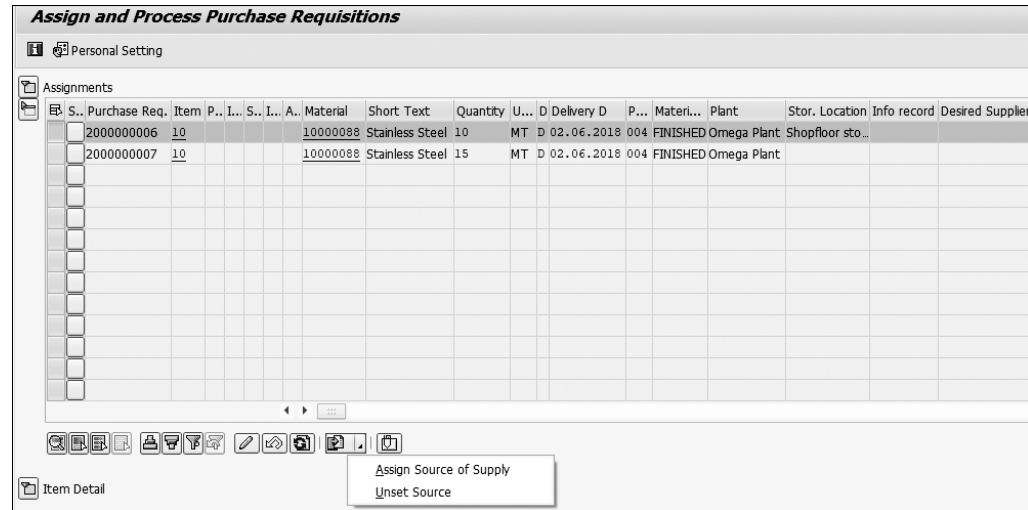 Assign and Process Purchase Requisitions
Personal Setting
Assignments
S.. Purchase Req. Item P.. I... S.. I... A.. Material Short Text Quantity U... D Delivery D P... Materi... Plant Stor. Location Info record Desired Supplier
2000000006 10 10000088 Stainless Steel 10 MT D 02.06.2018 004 FINISHED Omega Plant Shopfloor sto...
2000000007 10 10000088 Stainless Steel 15 MT D 02.06.2018 004 FINISHED Omega Plant
Assign Source of Supply
Unset Source
Item Detail